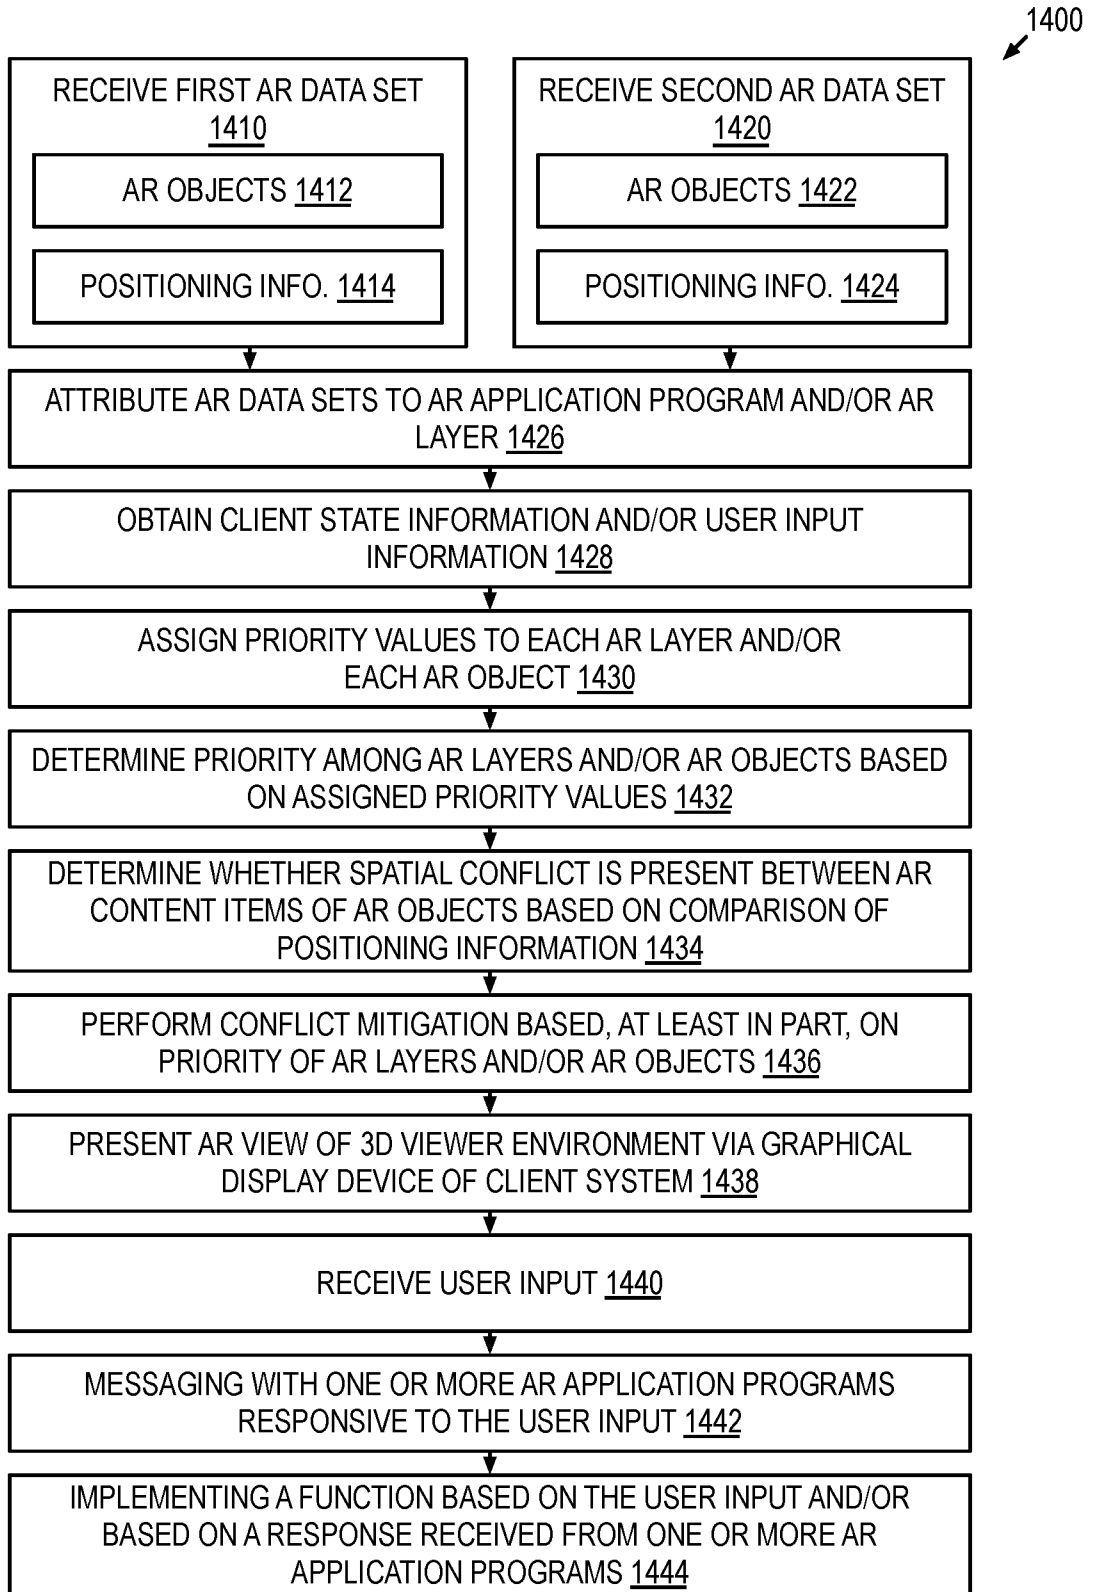 1400
RECEIVE FIRST AR DATA SET
1410
AR OBJECTS 1412
POSITIONING INFO. 1414
RECEIVE SECOND AR DATA SET
1420
AR OBJECTS 1422
POSITIONING INFO. 1424
ATTRIBUTE AR DATA SETS TO AR APPLICATION PROGRAM AND/OR AR
LAYER 1426
OBTAIN CLIENT STATE INFORMATION AND/OR USER INPUT
INFORMATION 1428
ASSIGN PRIORITY VALUES TO EACH AR LAYER AND/OR
EACH AR OBJECT 1430
DETERMINE PRIORITY AMONG AR LAYERS AND/OR AR OBJECTS BASED
ON ASSIGNED PRIORITY VALUES 1432
DETERMINE WHETHER SPATIAL CONFLICT IS PRESENT BETWEEN AR
CONTENT ITEMS OF AR OBJECTS BASED ON COMPARISON OF
POSITIONING INFORMATION 1434
PERFORM CONFLICT MITIGATION BASED, AT LEAST IN PART, ON
PRIORITY OF AR LAYERS AND/OR AR OBJECTS 1436
PRESENT AR VIEW OF 3D VIEWER ENVIRONMENT VIA GRAPHICAL
DISPLAY DEVICE OF CLIENT SYSTEM 1438
RECEIVE USER INPUT 1440
MESSAGING WITH ONE OR MORE AR APPLICATION PROGRAMS
RESPONSIVE TO THE USER INPUT 1442
IMPLEMENTING A FUNCTION BASED ON THE USER INPUT AND/OR
BASED ON A RESPONSE RECEIVED FROM ONE OR MORE AR
APPLICATION PROGRAMS 1444